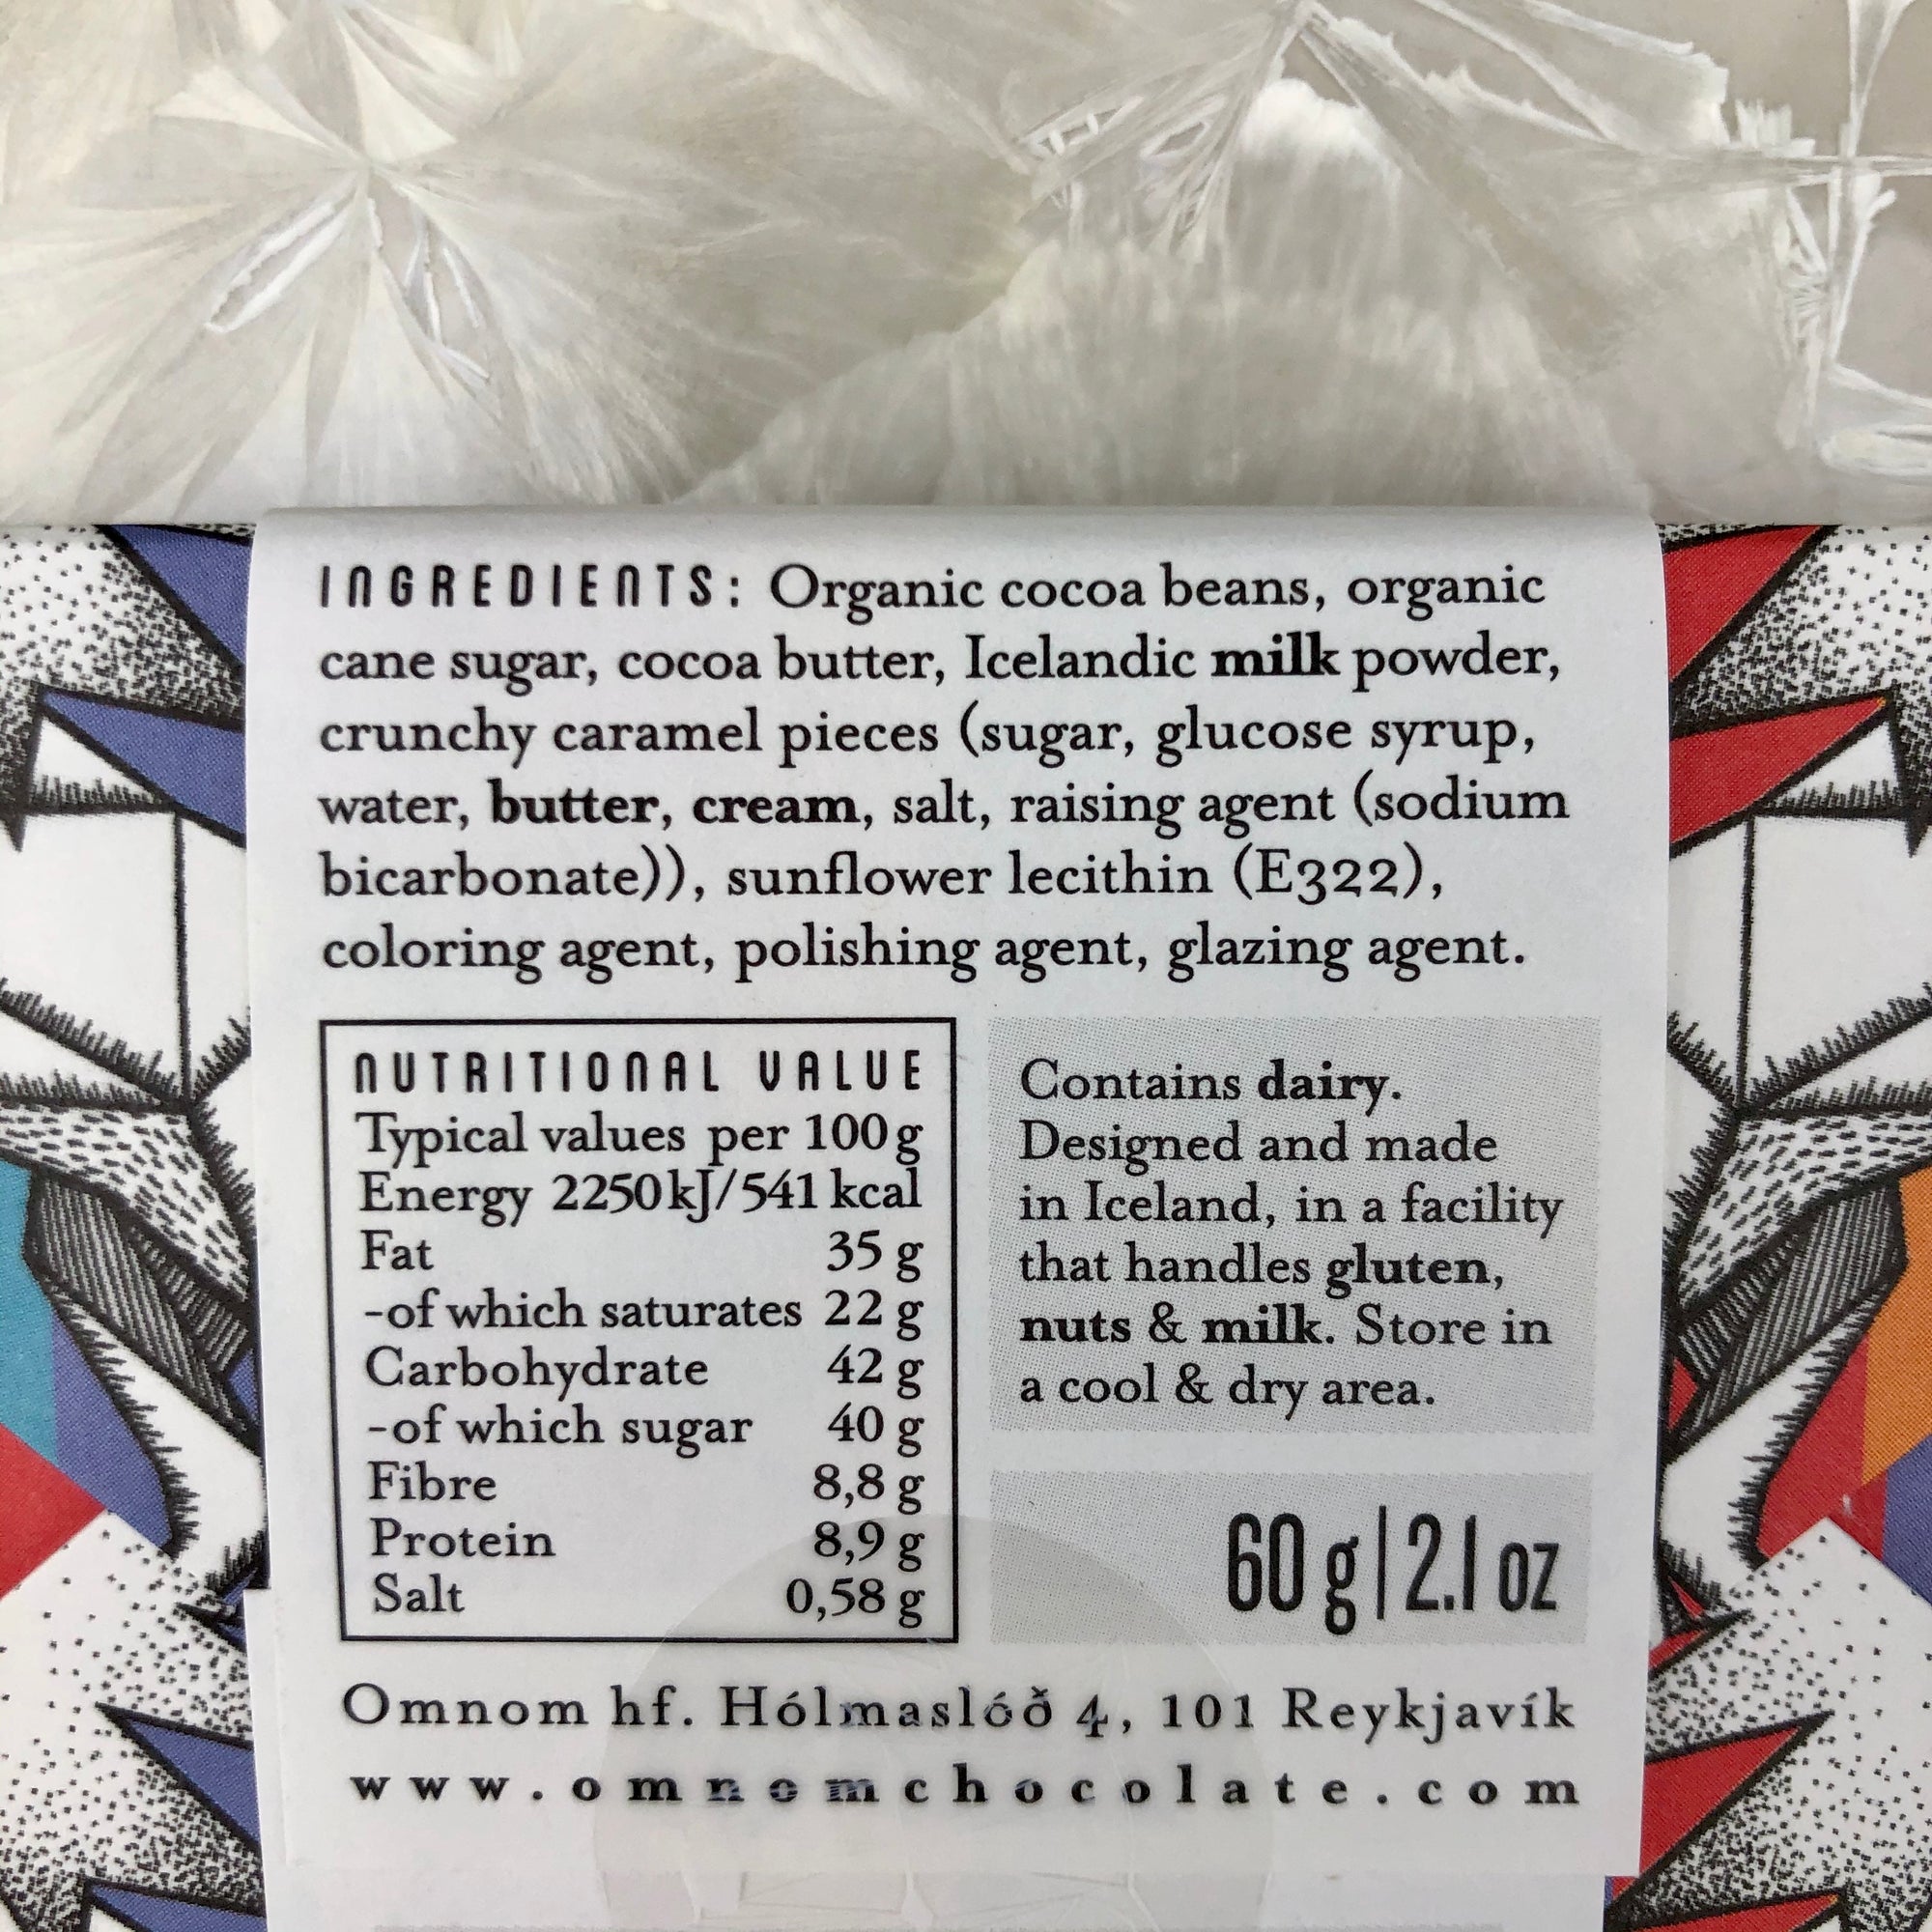 INGREDIENTS: Organic cocoa beans, organic
cane sugar, cocoa butter, Icelandic milk powder,
crunchy caramel pieces (sugar, glucose syrup,
water, butter, cream, salt, raising agent (sodium
bicarbonate)), sunflower lecithin (E322),
coloring agent, polishing agent, glazing agent.
NUTRITIONAL VALUE
Typical values per 100g
Energy 2250kJ/541kcal
Fat 35 g
-of which saturates 22 g
Carbohydrate 42 g
-of which sugar 40 g
Fibre 8,8 g
Protein 8,9 g
Salt 0,58 g
Contains dairy.
Designed and made
in Iceland, in a facility
that handles gluten,
nuts & milk. Store in
a cool & dry area.
60 g|2.1 oz
Omnom hf. Hólmaslóð 4, 101 Reykjavík
www.omnomchocolate.com